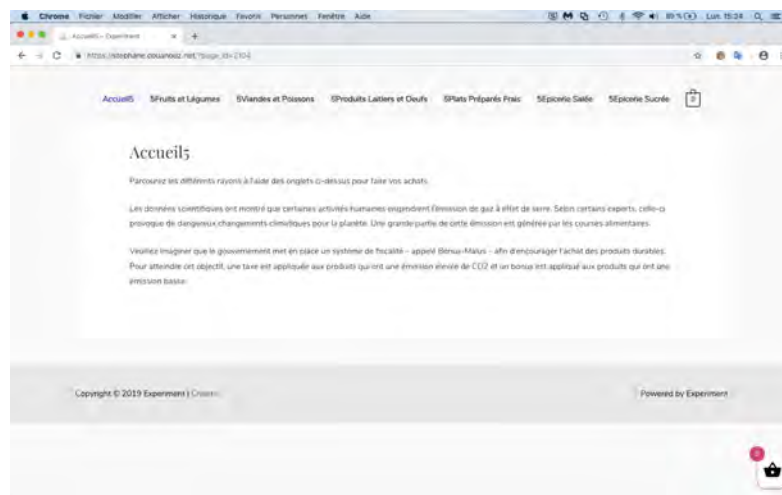 Chrome Fichier Modifier Afficher Historique Favoris Personnes Fenêtre Aide
Lun. 15:24
Accueil5 – Experiment
Accueil5 5Fruits et Légumes 5Viandes et Poissons 5Produits Laitiers et Oeufs 5Plats Préparés Frais 5Epicerie Salée 5Epicerie Sucrée 0
Accueil5
Parcourez les différents rayons à l'aide des onglets ci-dessus pour faire vos achats.
Les données scientifiques ont montré que certaines activités humaines engendrent l'émission de gaz à effet de serre. Selon certains experts, celle-ci
provoque de dangereux changements climatiques pour la planète. Une grande partie de cette émission est générée par les courses alimentaires.
Veuillez imaginer que le gouvernement met en place un système de fiscalité – appelé Bonus-Malus – afin d'encourager l'achat des produits durables.
Pour atteindre cet objectif, une taxe est appliquée aux produits qui ont une émission élevée de CO2 et un bonus est appliqué aux produits qui ont une
émission basse.
Copyright © 2019 Experiment |
Powered by Experiment
0